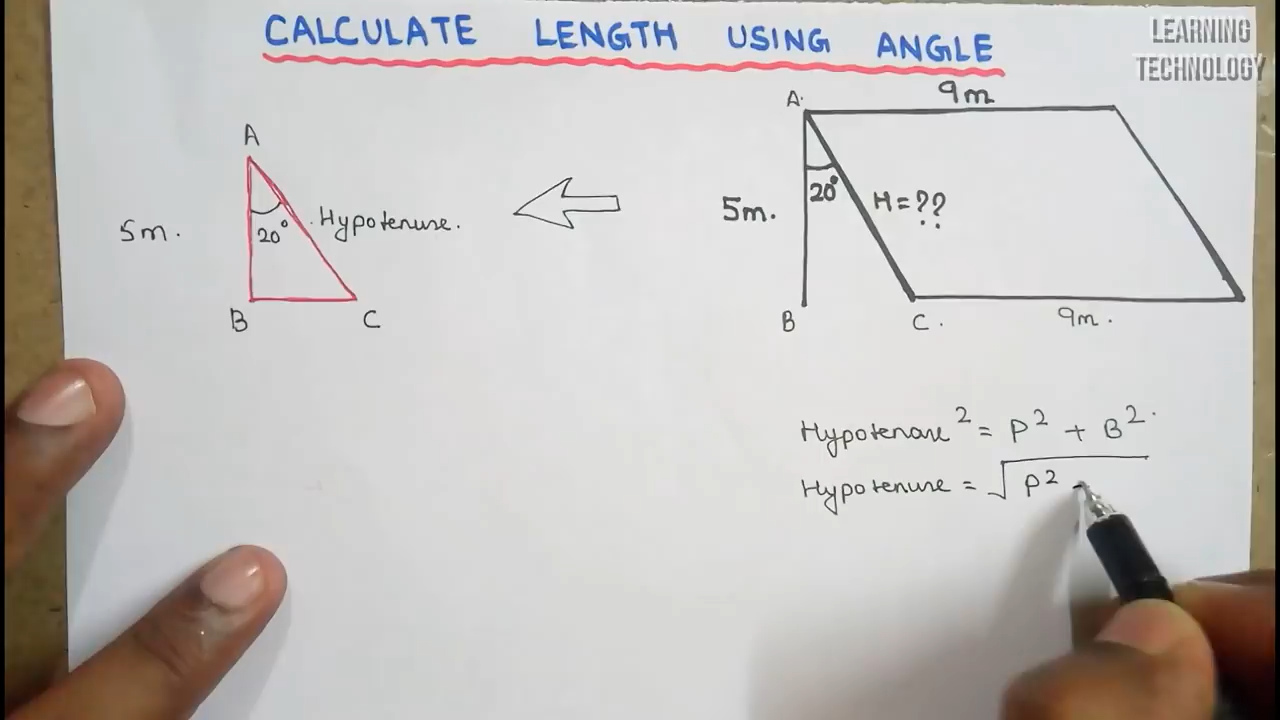 CALCULATE LENGTH USING ANGLE
LEARNING
TECHNOLOGY
A
5m.
20°
Hypotenuse.
B
C
A.
9m
5m.
20°
H = ??
B
C.
9m.
Hypotenuse² = P² + B².
Hypotenuse = √P² -